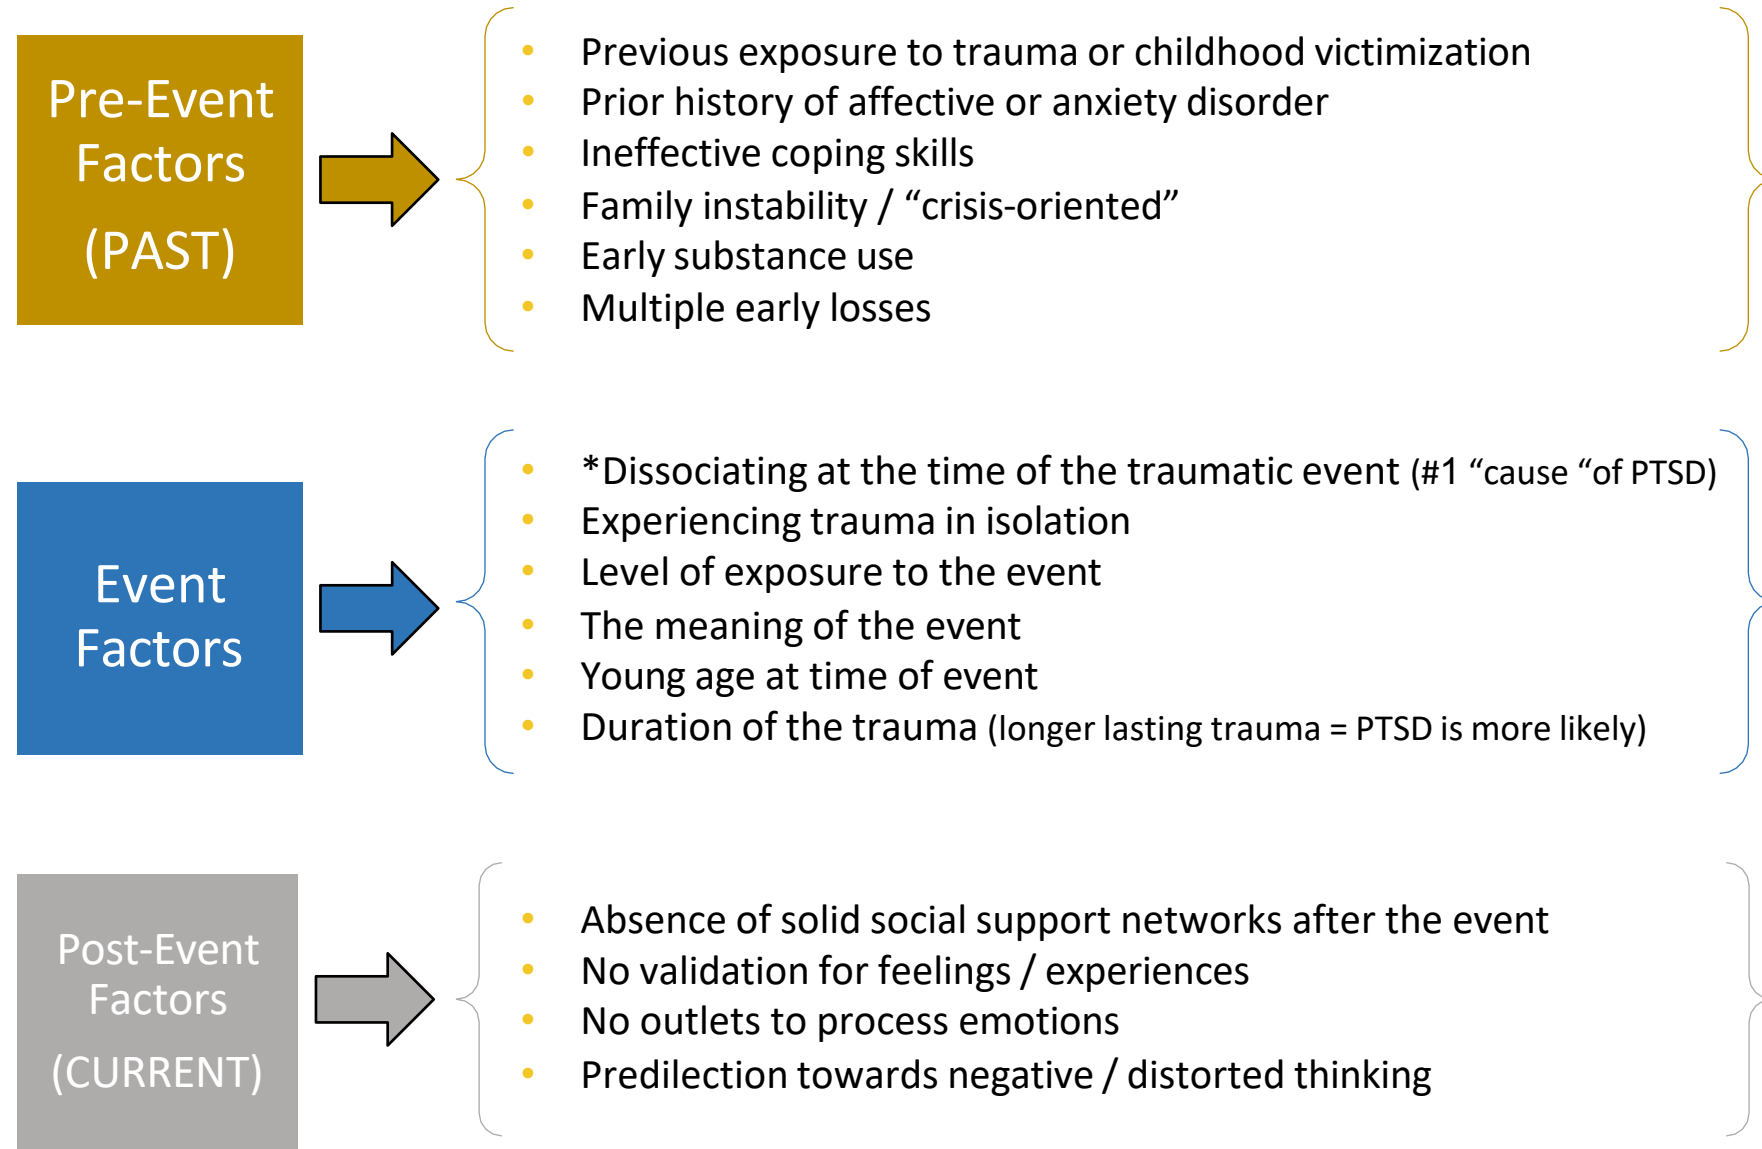 Pre-Event
Factors
(PAST)
• Previous exposure to trauma or childhood victimization
• Prior history of affective or anxiety disorder
• Ineffective coping skills
• Family instability / “crisis-oriented”
• Early substance use
• Multiple early losses
Event
Factors
• *Dissociating at the time of the traumatic event (#1 “cause “of PTSD)
• Experiencing trauma in isolation
• Level of exposure to the event
• The meaning of the event
• Young age at time of event
• Duration of the trauma (longer lasting trauma = PTSD is more likely)
Post-Event
Factors
(CURRENT)
• Absence of solid social support networks after the event
• No validation for feelings / experiences
• No outlets to process emotions
• Predilection towards negative / distorted thinking